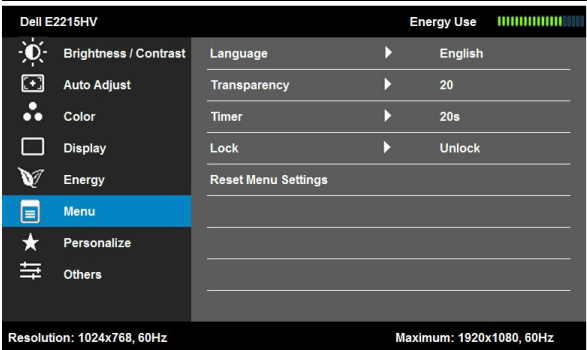 Dell E2215HV Energy Use
Brightness / Contrast Language English
Auto Adjust Transparency 20
Color Timer 20s
Display Lock Unlock
Energy Reset Menu Settings
Menu
Personalize
Others
Resolution: 1024x768, 60Hz Maximum: 1920x1080, 60Hz